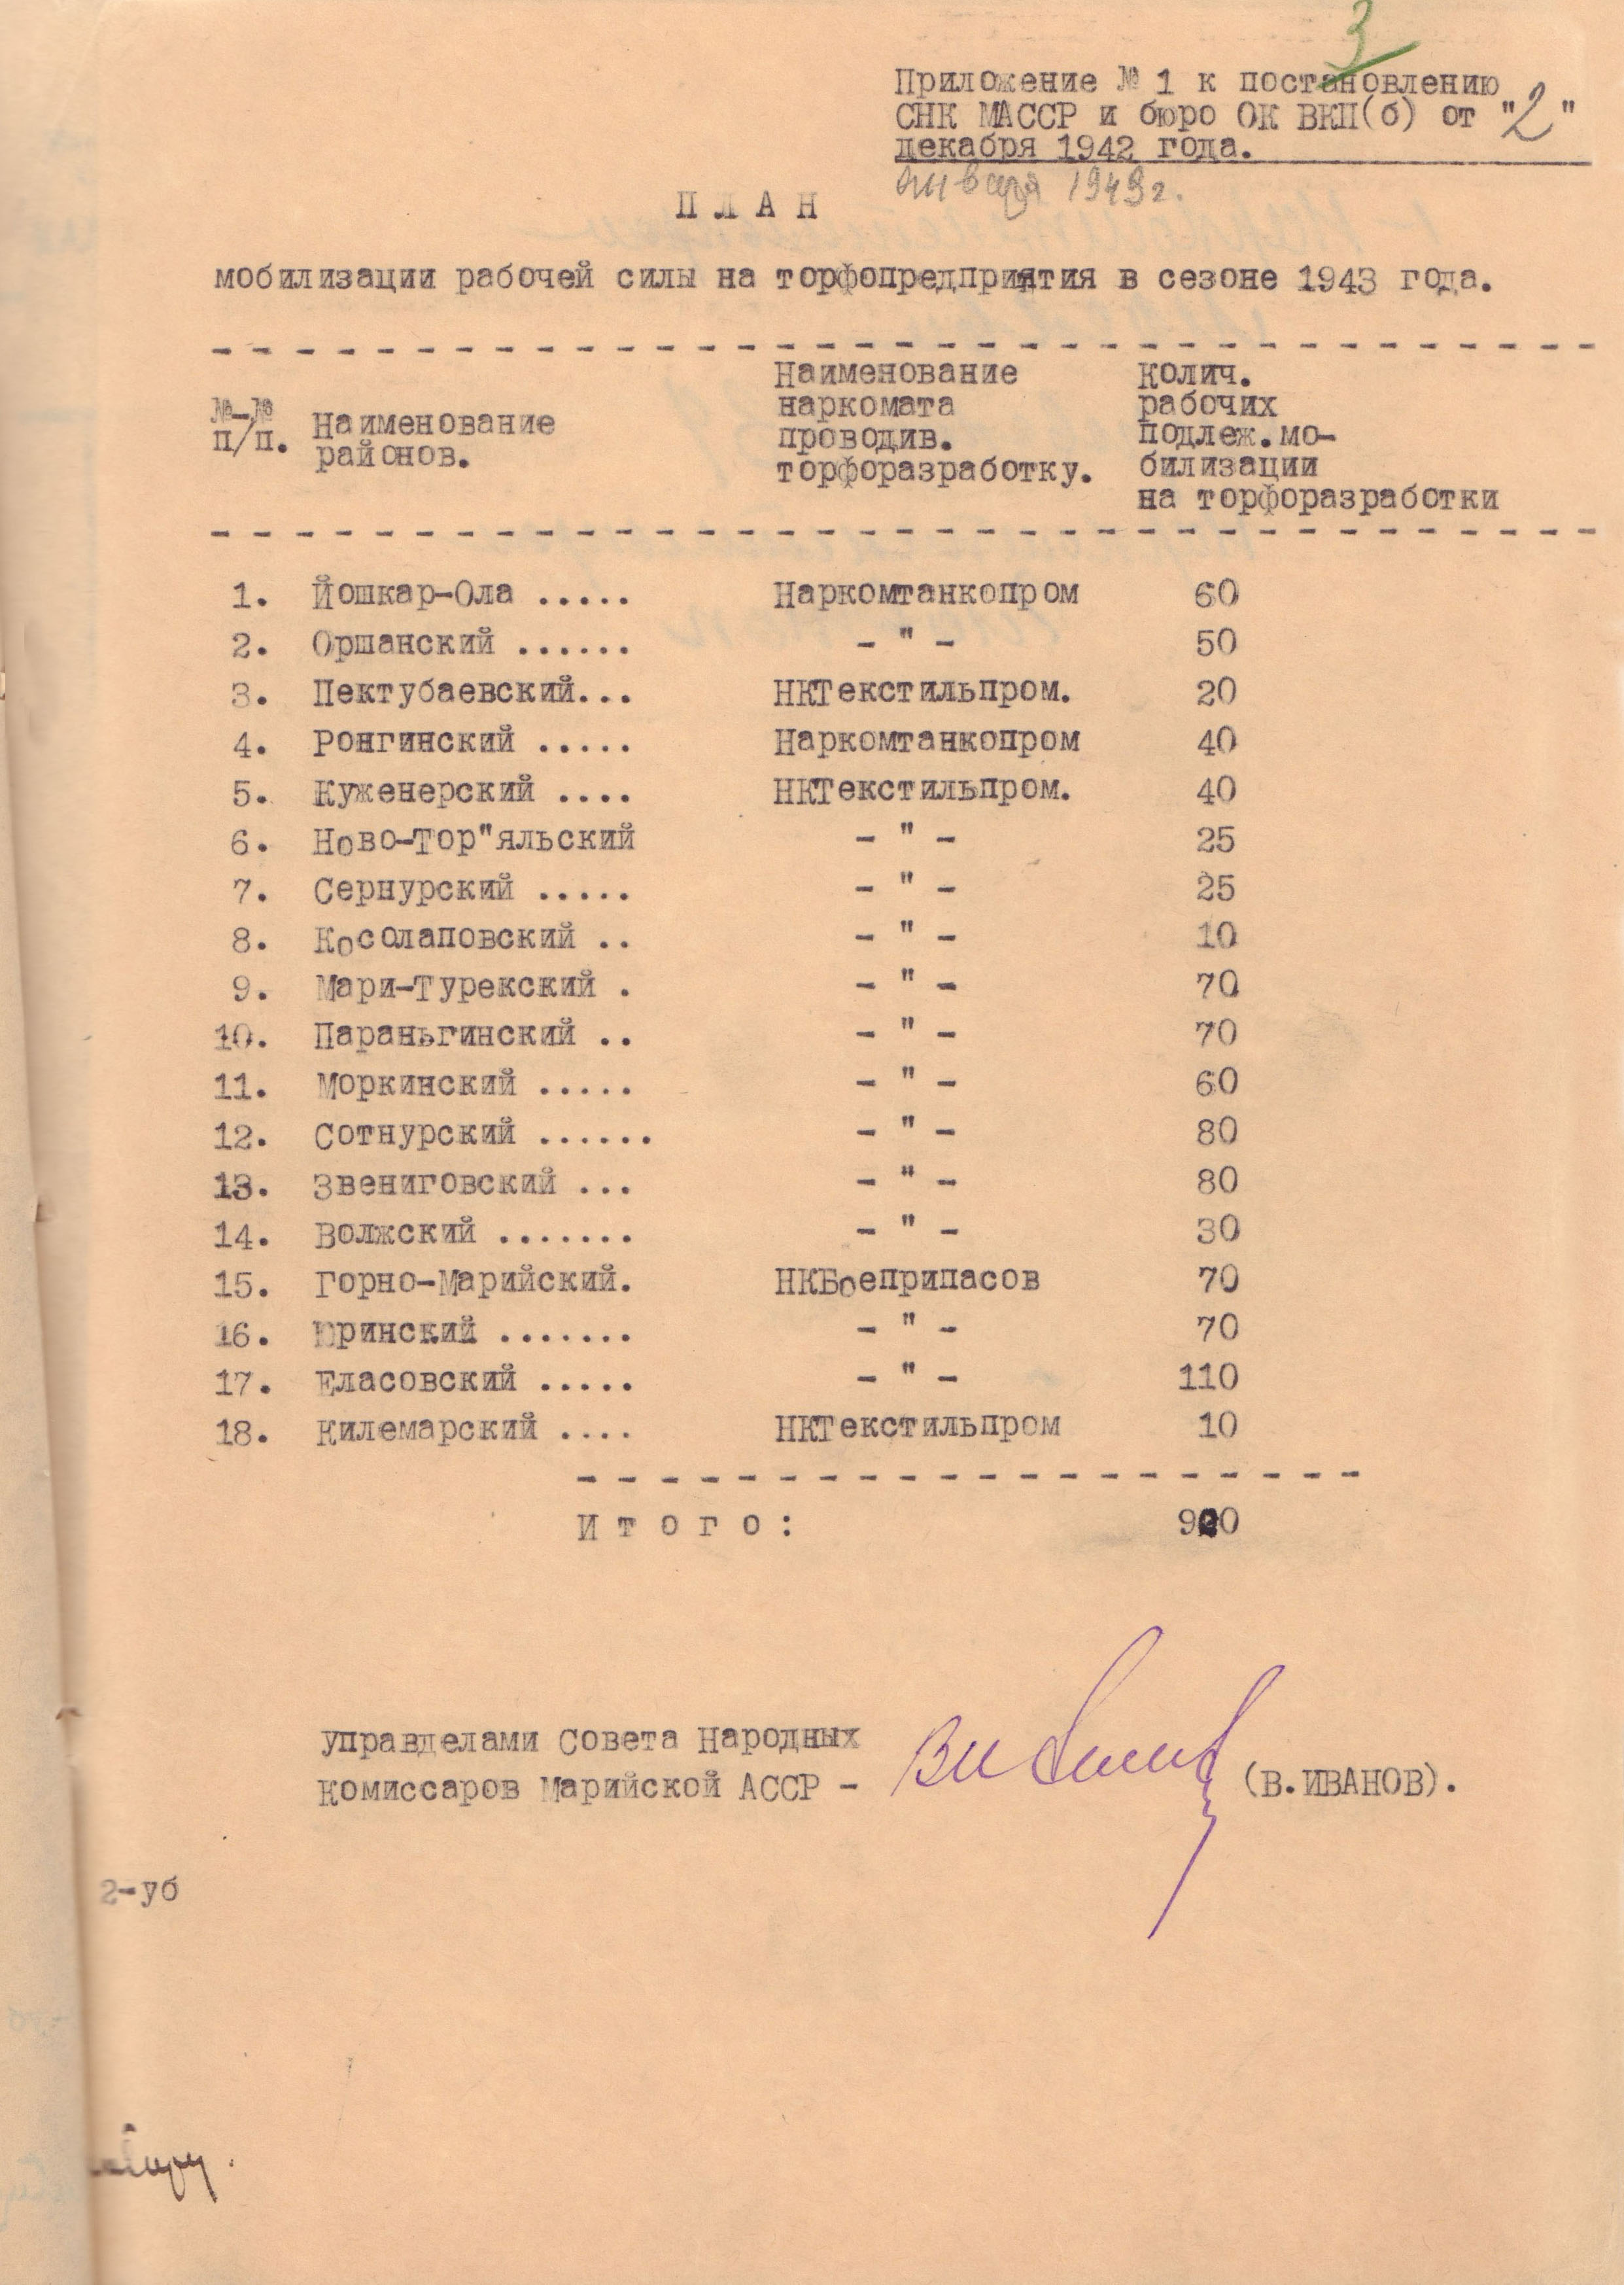 3
Приложение № 1 к постановлению
СНК МАССР и бюро ОК ВКП(б) от "2"
декабря 1942 года.
января 1943 г.
П Л А Н
мобилизации рабочей силы на торфопредприятия в сезоне 1943 года.
№-№ п/п. Наименование районов. Наименование наркомата проводив. торфоразработку. Колич. рабочих подлеж.мо- билизации на торфоразработки
1. Йошкар-Ола ..... Наркомтанкопром 60
2. Оршанский ...... - " - 50
3. Пектубаевский... НКТекстильпром. 20
4. Ронгинский ..... Наркомтанкопром 40
5. Куженерский .... НКТекстильпром. 40
6. Ново-Тор"яльский - " - 25
7. Сернурский ..... - " - 25
8. Косолаповский .. - " - 10
9. Мари-Турекский . - " - 70
10. Параньгинский .. - " - 70
11. Моркинский ..... - " - 60
12. Сотнурский ...... - " - 80
13. Звениговский ... - " - 80
14. Волжский ....... - " - 30
15. Горно-Марийский. НКБоеприпасов 70
16. Юринский ....... - " - 70
17. Еласовский ..... - " - 110
18. Килемарский .... НКТекстильпром 10
И т о г о :
Управделами Совета Народных
Комиссаров Марийской АССР - (В.ИВАНОВ).
2-уб